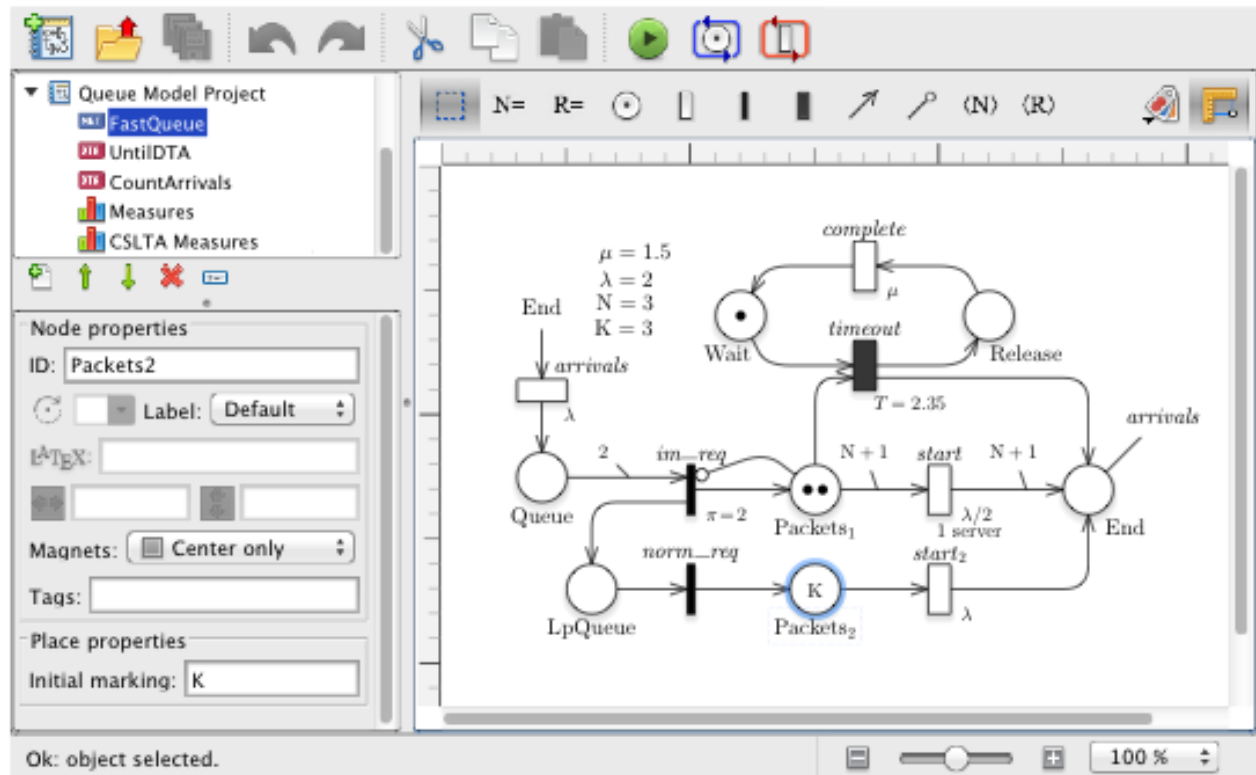 Queue Model Project
FastQueue
UntilDTA
CountArrivals
Measures
CSLTA Measures
Node properties
ID: Packets2
Label: Default
LATEX:
Magnets: Center only
Tags:
Place properties
Initial marking: K
Ok: object selected.
N= R= (N) (R)
μ = 1.5
λ = 2
N = 3
K = 3
complete
μ
End
Wait
timeout
Release
arrivals
λ
T = 2.35
arrivals
2
im_req
N + 1
start
N + 1
Queue
π = 2
Packets₁
λ/2
1 server
End
norm_req
start₂
K
LpQueue
Packets₂
λ
100 %